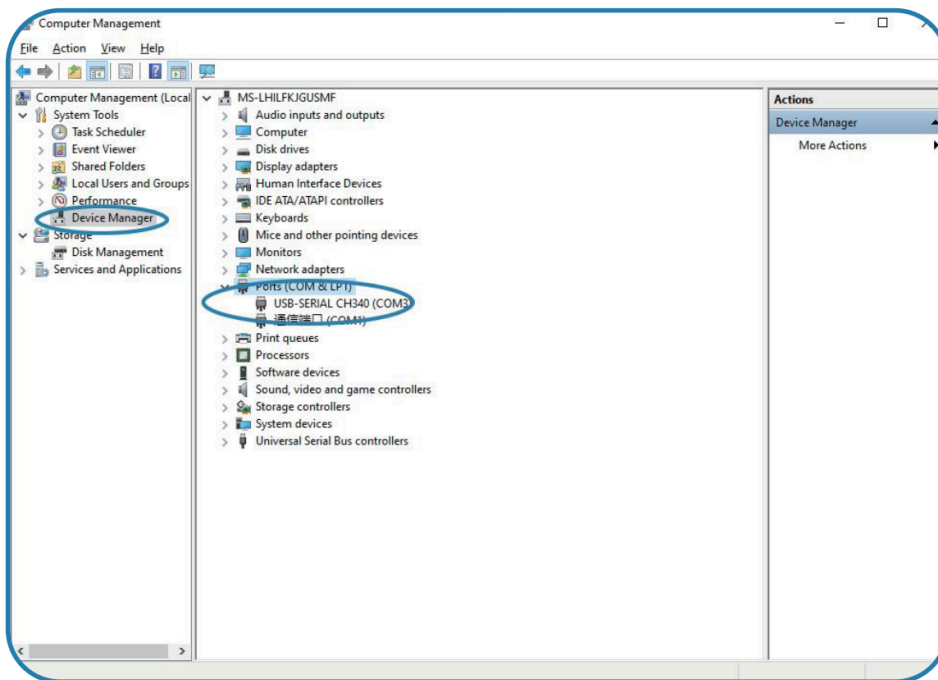 Computer Management
File Action View Help
Computer Management (Local
System Tools
Task Scheduler
Event Viewer
Shared Folders
Local Users and Groups
Performance
Device Manager
Storage
Disk Management
Services and Applications
MS-LHILFKJGUSMF
Audio inputs and outputs
Computer
Disk drives
Display adapters
Human Interface Devices
IDE ATA/ATAPI controllers
Keyboards
Mice and other pointing devices
Monitors
Network adapters
Ports (COM & LPT)
USB-SERIAL CH340 (COM3)
通信端口 (COM1)
Print queues
Processors
Software devices
Sound, video and game controllers
Storage controllers
System devices
Universal Serial Bus controllers
Actions
Device Manager
More Actions